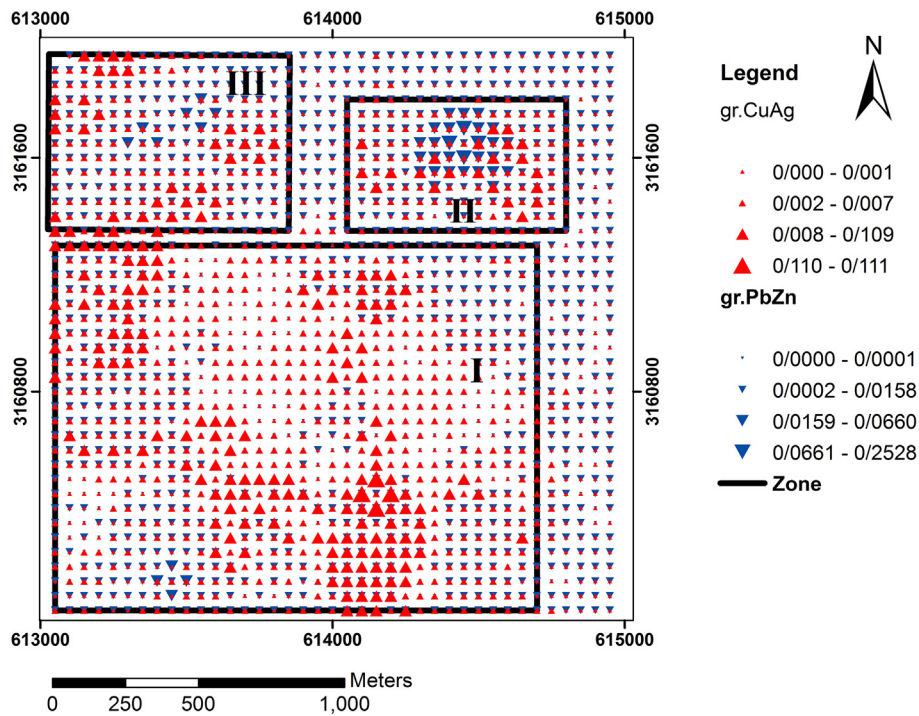 613000 614000 615000
N
Legend
gr.CuAg
III
3161600 3161600
0/000 - 0/001
0/002 - 0/007
II
0/008 - 0/109
0/110 - 0/111
gr.PbZn
I
0/0000 - 0/0001
3160800 3160800
0/0002 - 0/0158
0/0159 - 0/0660
0/0661 - 0/2528
Zone
613000 614000 615000
Meters
0 250 500 1,000